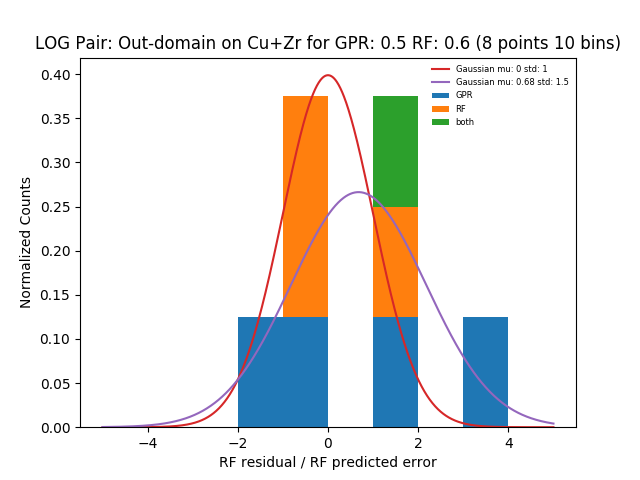 LOG Pair: Out-domain on Cu+Zr for GPR: 0.5 RF: 0.6 (8 points 10 bins)
Gaussian mu: 0 std: 1
Gaussian mu: 0.68 std: 1.5
GPR
RF
both
0.40
0.35
0.30
0.25
0.20
0.15
0.10
0.05
0.00
Normalized Counts
−4
−2
0
2
4
RF residual / RF predicted error